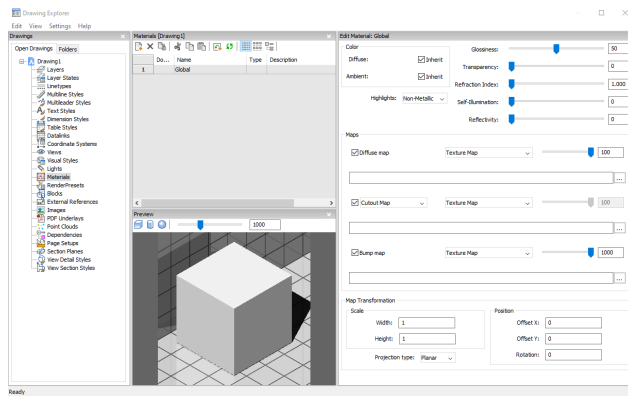 Drawing Explorer
Edit View Settings Help
Drawings
Open Drawings Folders
Drawing1
Layers
Layer States
Linetypes
Multiline Styles
Multileader Styles
Text Styles
Dimension Styles
Table Styles
Datalinks
Coordinate Systems
Views
Visual Styles
Lights
Materials
RenderPresets
Blocks
External References
Images
PDF Underlays
Point Clouds
Dependencies
Page Setups
Section Planes
View Detail Styles
View Section Styles
Materials [Drawing1]
Do... Name Type Description
1 Global
Preview
1000
Edit Material: Global
Color
Diffuse: Inherit
Ambient: Inherit
Highlights: Non-Metallic
Glossiness: 50
Transparency: 0
Refraction Index: 1.000
Self-Illumination: 0
Reflectivity: 0
Maps
Diffuse map Texture Map 100
...
Cutout Map Texture Map 100
...
Bump map Texture Map 1000
...
Map Transformation
Scale
Width: 1
Height: 1
Projection type: Planar
Position
Offset X: 0
Offset Y: 0
Rotation: 0
Ready